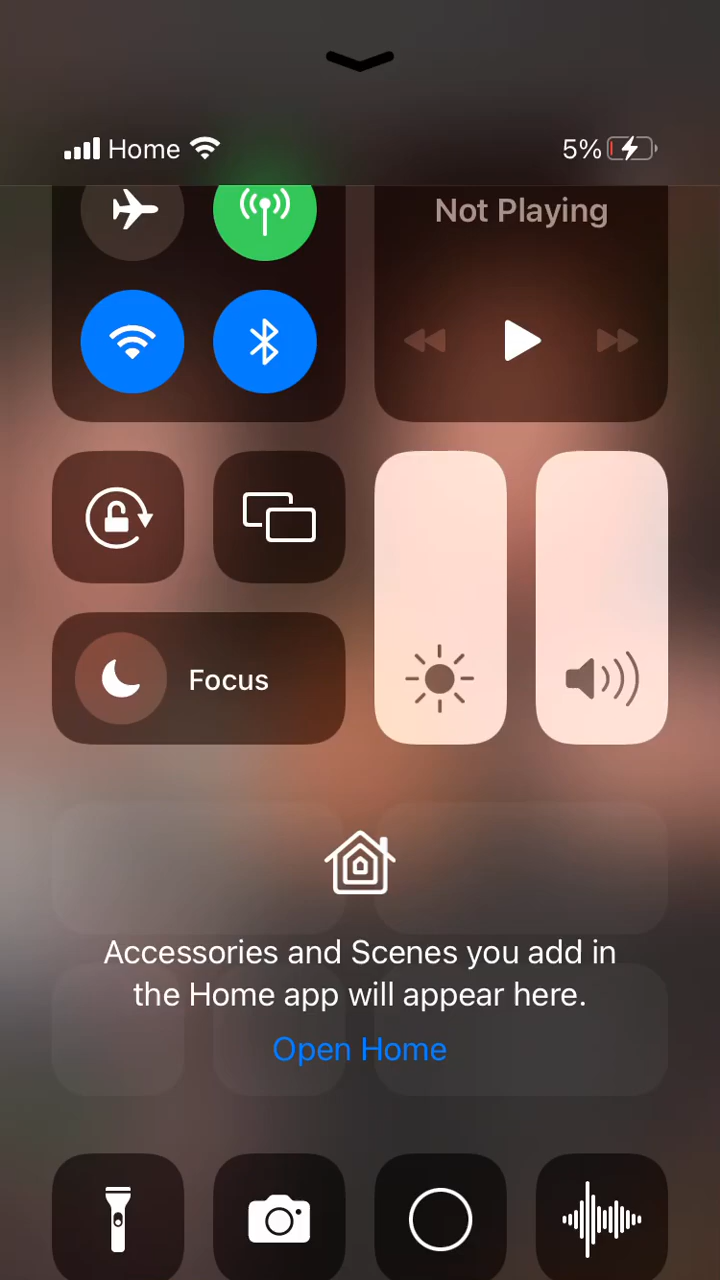 Home
5%
Not Playing
Focus
Accessories and Scenes you add in
the Home app will appear here.
Open Home